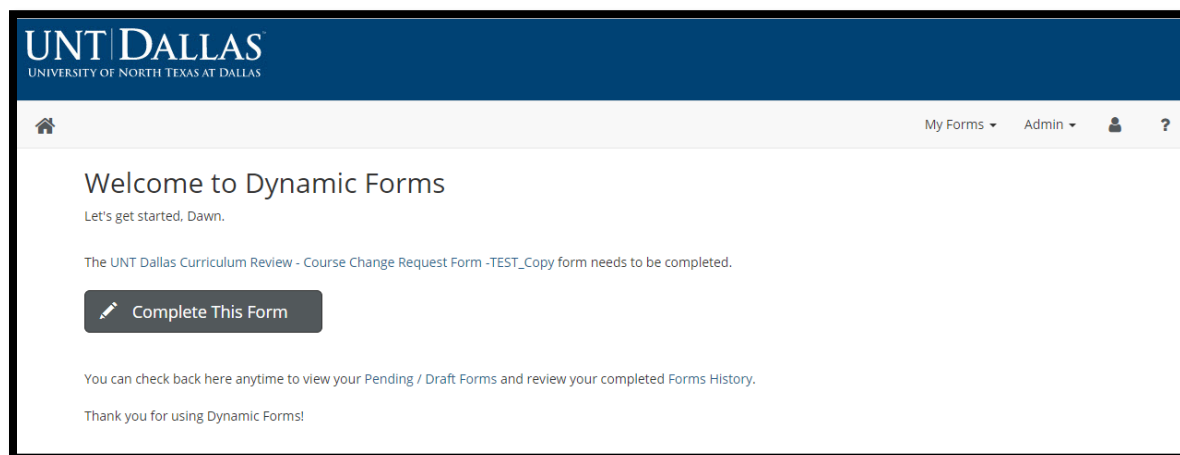 UNT DALLAS
UNIVERSITY OF NORTH TEXAS AT DALLAS
My Forms Admin ?
Welcome to Dynamic Forms
Let's get started, Dawn.
The UNT Dallas Curriculum Review - Course Change Request Form -TEST_Copy form needs to be completed.
Complete This Form
You can check back here anytime to view your Pending / Draft Forms and review your completed Forms History.
Thank you for using Dynamic Forms!